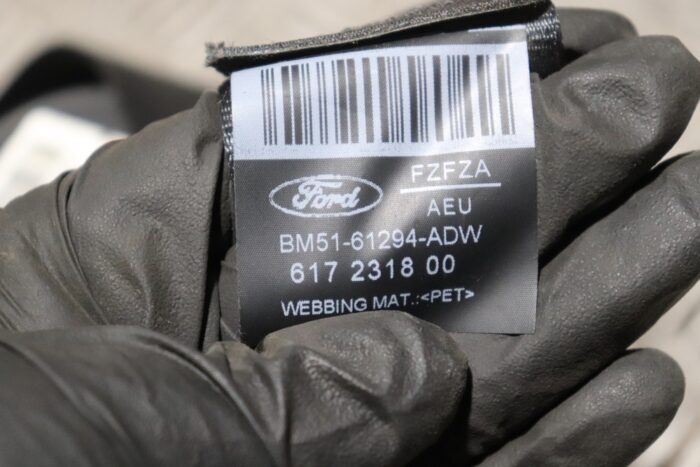 Ford
FZFZA
AEU
BM51-61294-ADW
617 2318 00
WEBBING MAT.:<PET>